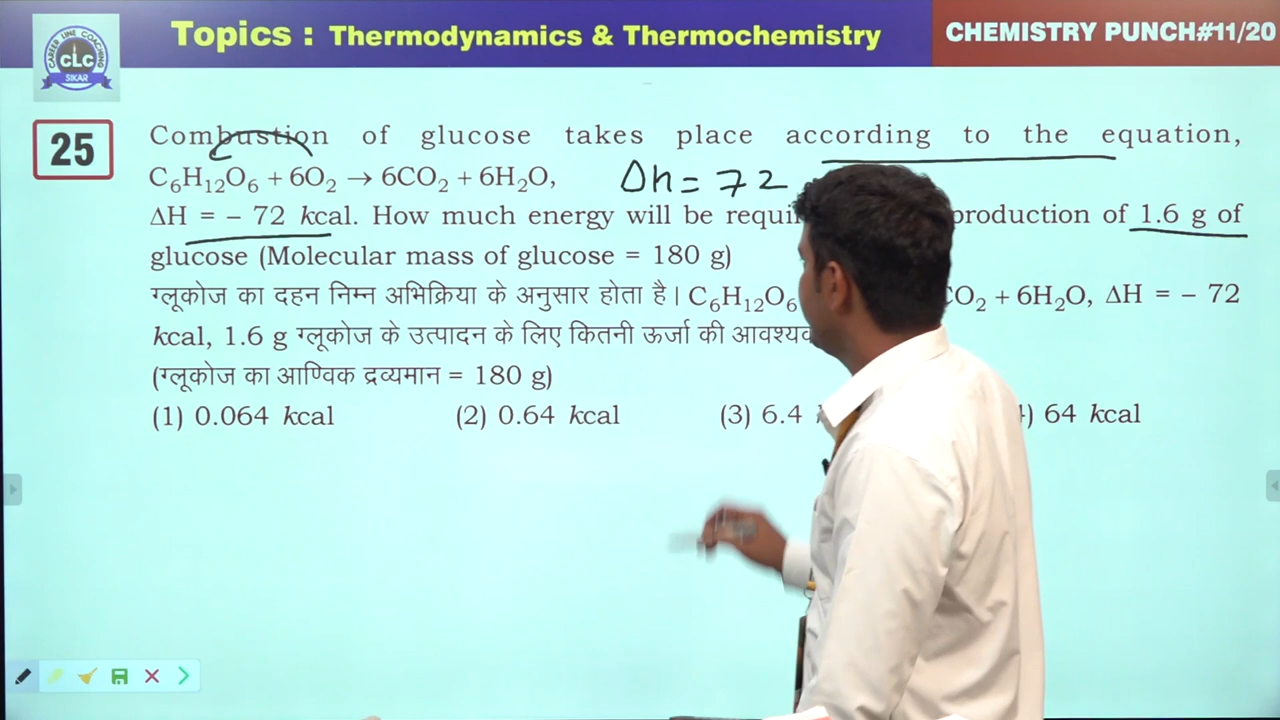 CAREER LINE COACHING
CLC
SIKAR
Topics : Thermodynamics & Thermochemistry
CHEMISTRY PUNCH#11/20
25
Combustion of glucose takes place according to the equation,
C₆H₁₂O₆ + 6O₂ → 6CO₂ + 6H₂O,
Δh = 72
ΔH = – 72 kcal. How much energy will be production of 1.6 g of
glucose (Molecular mass of glucose = 180 g)
ग्लूकोज का दहन निम्न अभिक्रिया के अनुसार होता है। C₆H₁₂O₆ CO₂ + 6H₂O, ΔH = – 72
kcal, 1.6 g ग्लूकोज के उत्पादन के लिए कितनी ऊर्जा की
(ग्लूकोज का आण्विक द्रव्यमान = 180 g)
(1) 0.064 kcal (2) 0.64 kcal (3) 6.4 ) 64 kcal